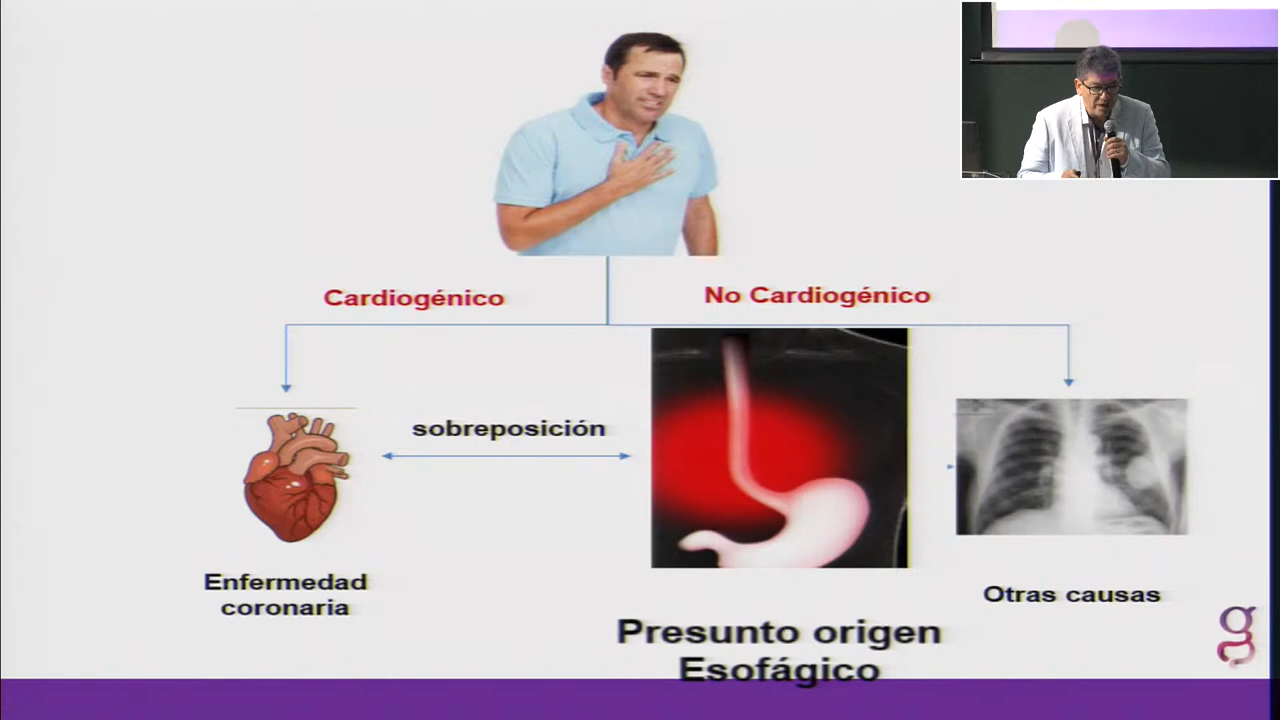 Cardiogénico
No Cardiogénico
sobreposición
Enfermedad
coronaria
Otras causas
Presunto origen
Esofágico